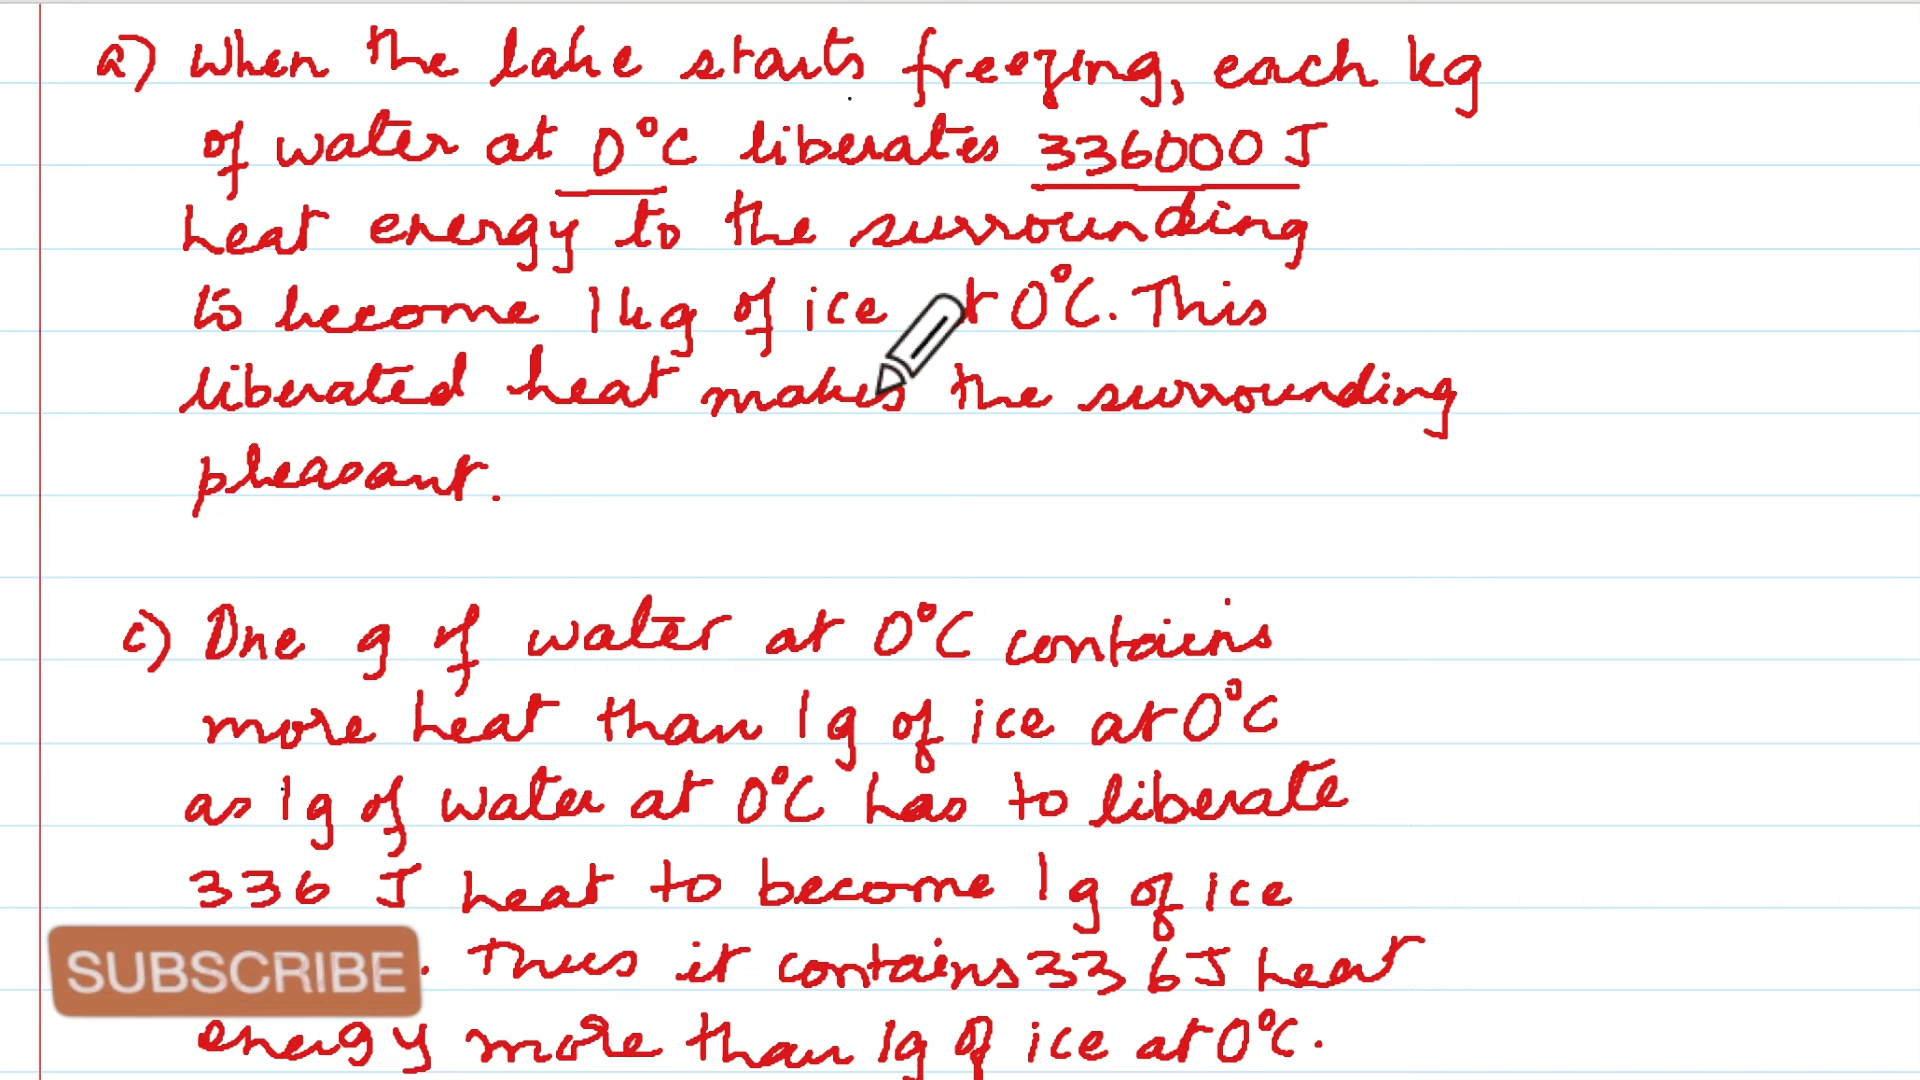 a) When the lake starts freezing, each kg
of water at 0°C liberates 336000 J
heat energy to the surrounding
to become 1kg of ice at 0°C. This
liberated heat makes the surrounding
pleasant.
c) One g of water at 0°C contains
more heat than 1g of ice at 0°C
as 1g of water at 0°C has to liberate
336 J heat to become 1g of ice
SUBSCRIBE . Thus it contains 336J heat
energy more than 1g of ice at 0°C.